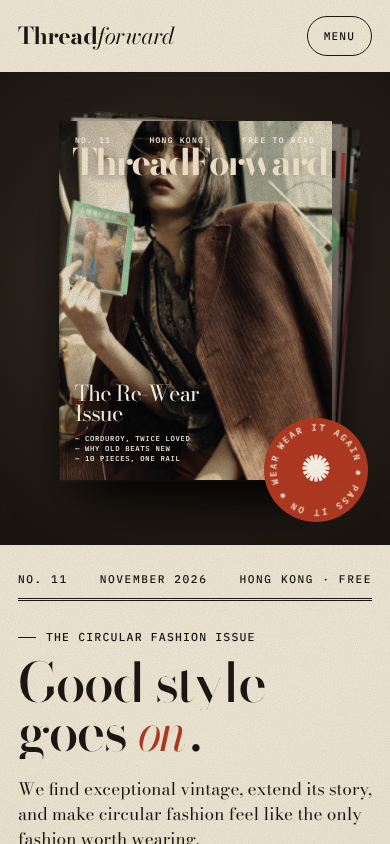 Threadforward
MENU
NO. 11 HONG KONG FREE TO READ
ThreadForward
The Re-Wear
Issue
— CORDUROY, TWICE LOVED
— WHY OLD BEATS NEW
— 10 PIECES, ONE RAIL
WEAR IT AGAIN * PASS IT ON * WEAR
NO. 11 NOVEMBER 2026 HONG KONG · FREE
— THE CIRCULAR FASHION ISSUE
Good style
goes on.
We find exceptional vintage, extend its story,
and make circular fashion feel like the only
fashion worth wearing.